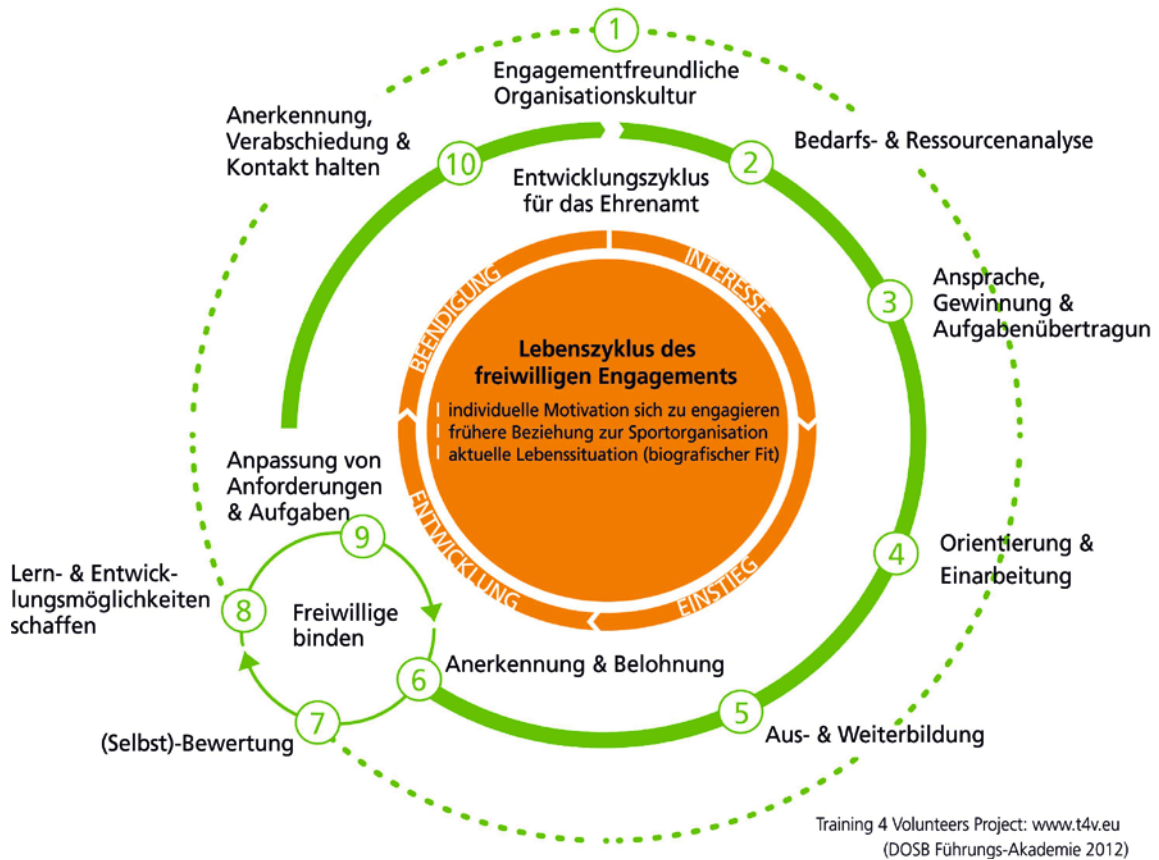 1
Engagementfreundliche
Organisationskultur
Anerkennung,
Verabschiedung &
Kontakt halten
10
2
Bedarfs- & Ressourcenanalyse
Entwicklungszyklus
für das Ehrenamt
BEENDIGUNG
INTERESSE
3
Ansprache,
Gewinnung &
Aufgabenübertragun
Lebenszyklus des
freiwilligen Engagements
individuelle Motivation sich zu engagieren
frühere Beziehung zur Sportorganisation
aktuelle Lebenssituation (biografischer Fit)
Anpassung von
Anforderungen
& Aufgaben
9
ENTWICKLUNG
EINSTIEG
4
Orientierung &
Einarbeitung
Lern- & Entwick-
lungsmöglichkeiten
schaffen
8
Freiwillige
binden
6
Anerkennung & Belohnung
7
(Selbst)-Bewertung
5
Aus- & Weiterbildung
Training 4 Volunteers Project: www.t4v.eu
(DOSB Führungs-Akademie 2012)